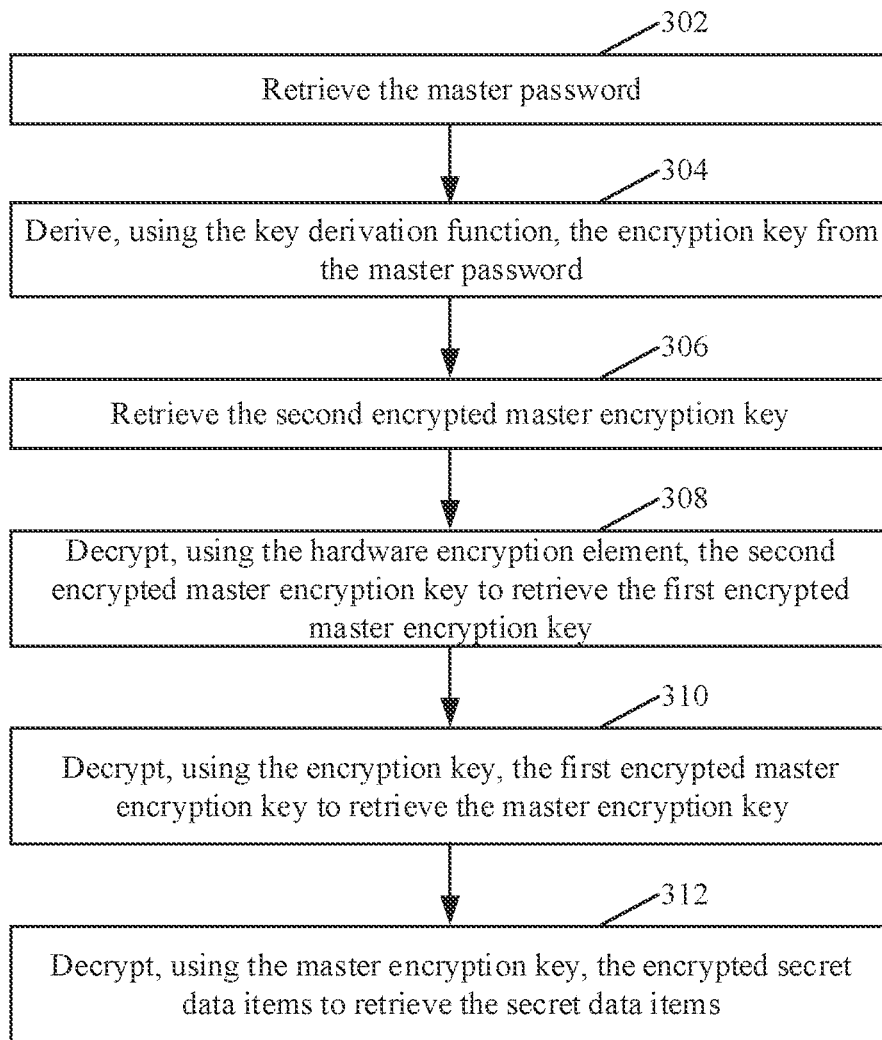 302
Retrieve the master password
304
Derive, using the key derivation function, the encryption key from
the master password
306
Retrieve the second encrypted master encryption key
308
Decrypt, using the hardware encryption element, the second
encrypted master encryption key to retrieve the first encrypted
master encryption key
310
Decrypt, using the encryption key, the first encrypted master
encryption key to retrieve the master encryption key
312
Decrypt, using the master encryption key, the encrypted secret
data items to retrieve the secret data items